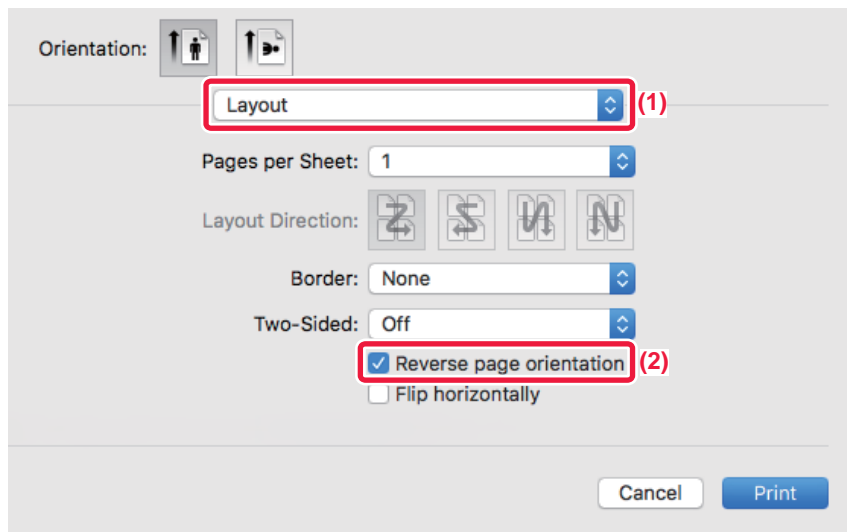 Orientation:
Layout (1)
Pages per Sheet: 1
Layout Direction:
Border: None
Two-Sided: Off
Reverse page orientation (2)
Flip horizontally
Cancel Print